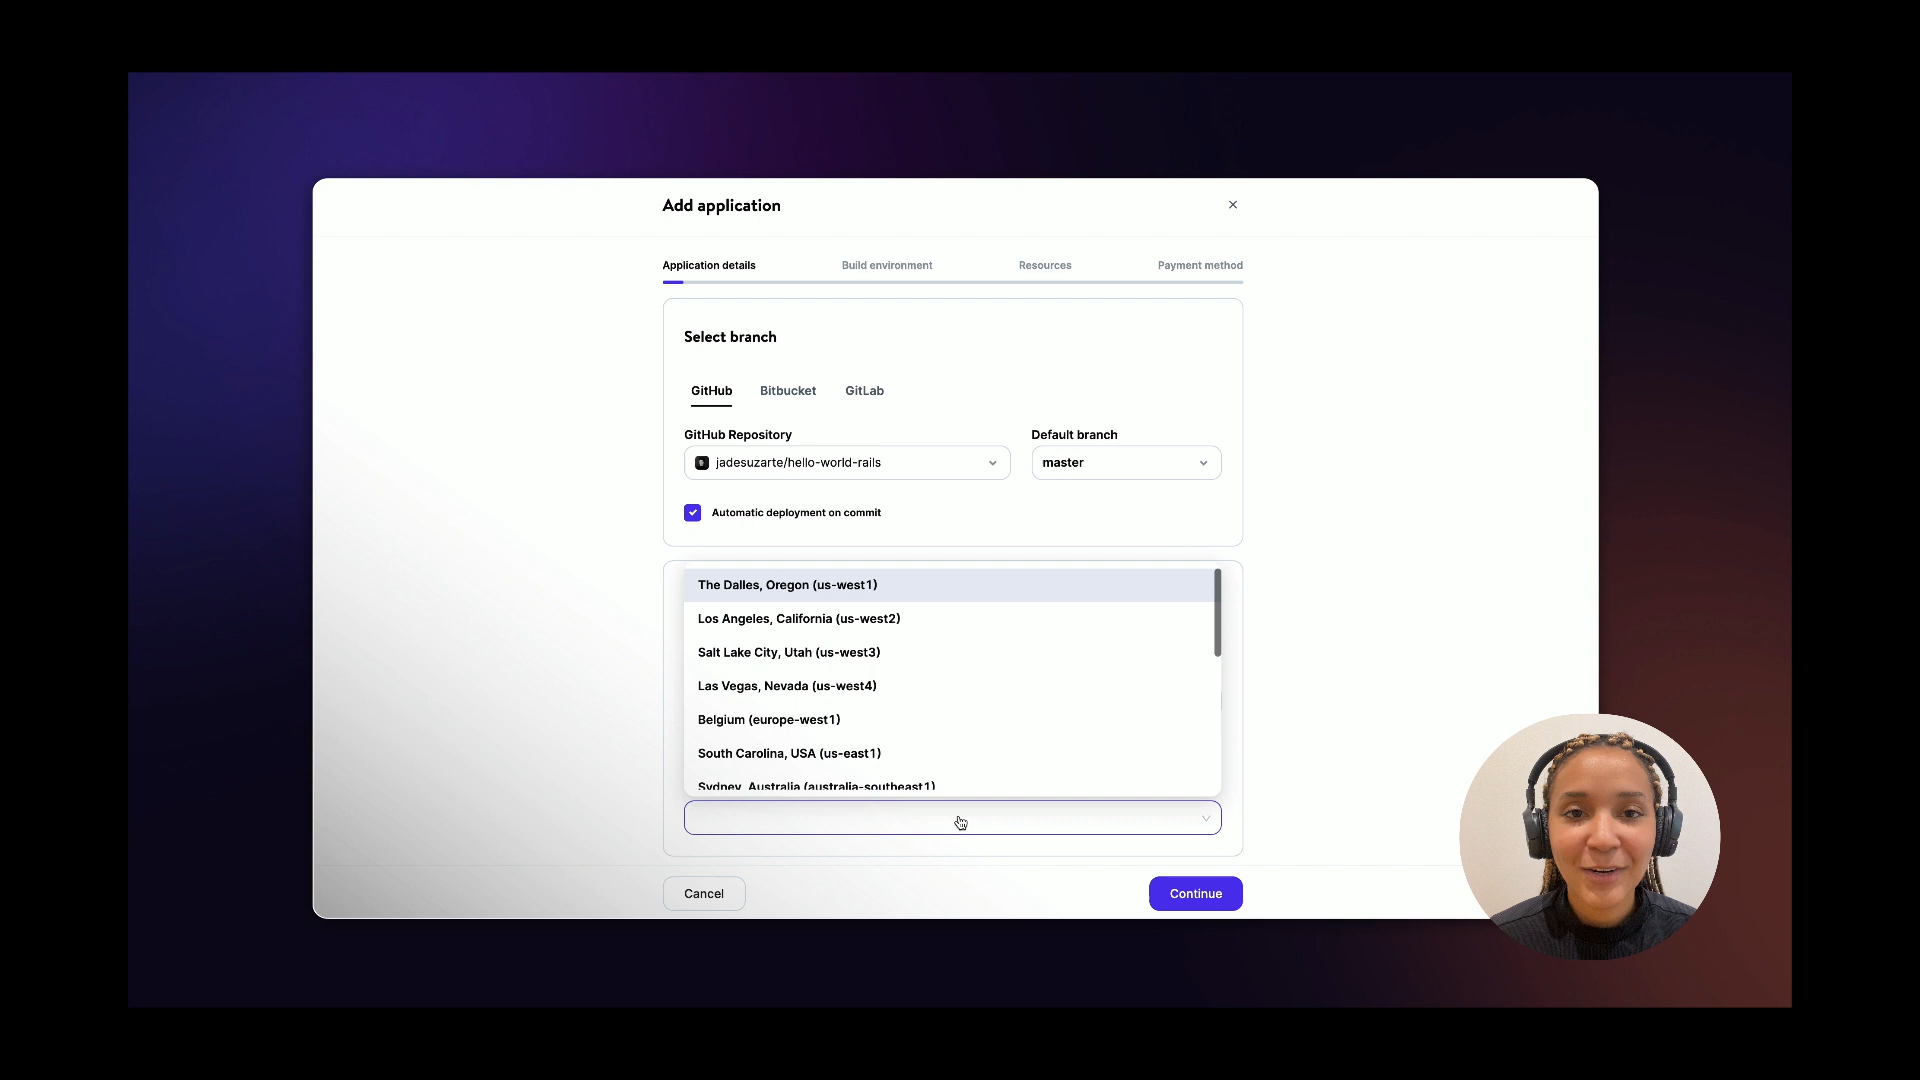 Add application
Application details
Build environment
Resources
Payment method
Select branch
GitHub
Bitbucket
GitLab
GitHub Repository
Default branch
jadesuzarte/hello-world-rails
master
Automatic deployment on commit
The Dalles, Oregon (us-west1)
Los Angeles, California (us-west2)
Salt Lake City, Utah (us-west3)
Las Vegas, Nevada (us-west4)
Belgium (europe-west1)
South Carolina, USA (us-east1)
Sydney, Australia (australia-southeast1)
Cancel
Continue